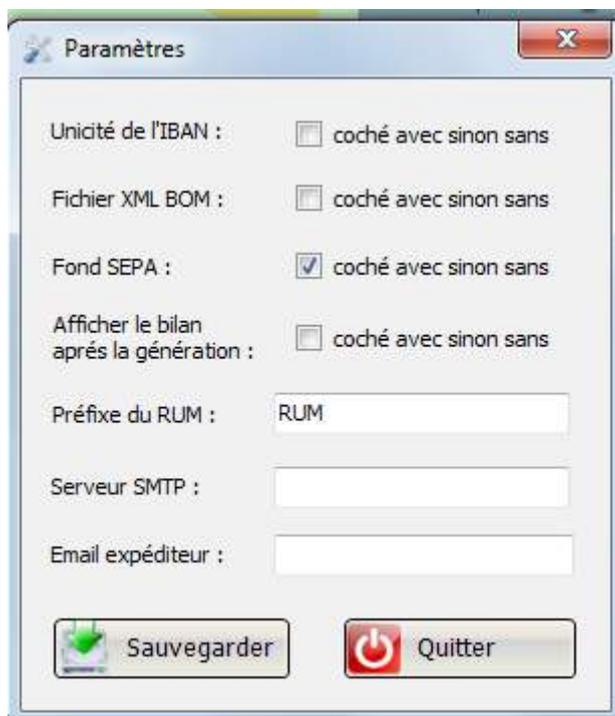 Paramètres
Unicité de l'IBAN : coché avec sinon sans
Fichier XML BOM : coché avec sinon sans
Fond SEPA : coché avec sinon sans
Afficher le bilan
aprés la génération : coché avec sinon sans
Préfixe du RUM : RUM
Serveur SMTP :
Email expéditeur :
Sauvegarder Quitter